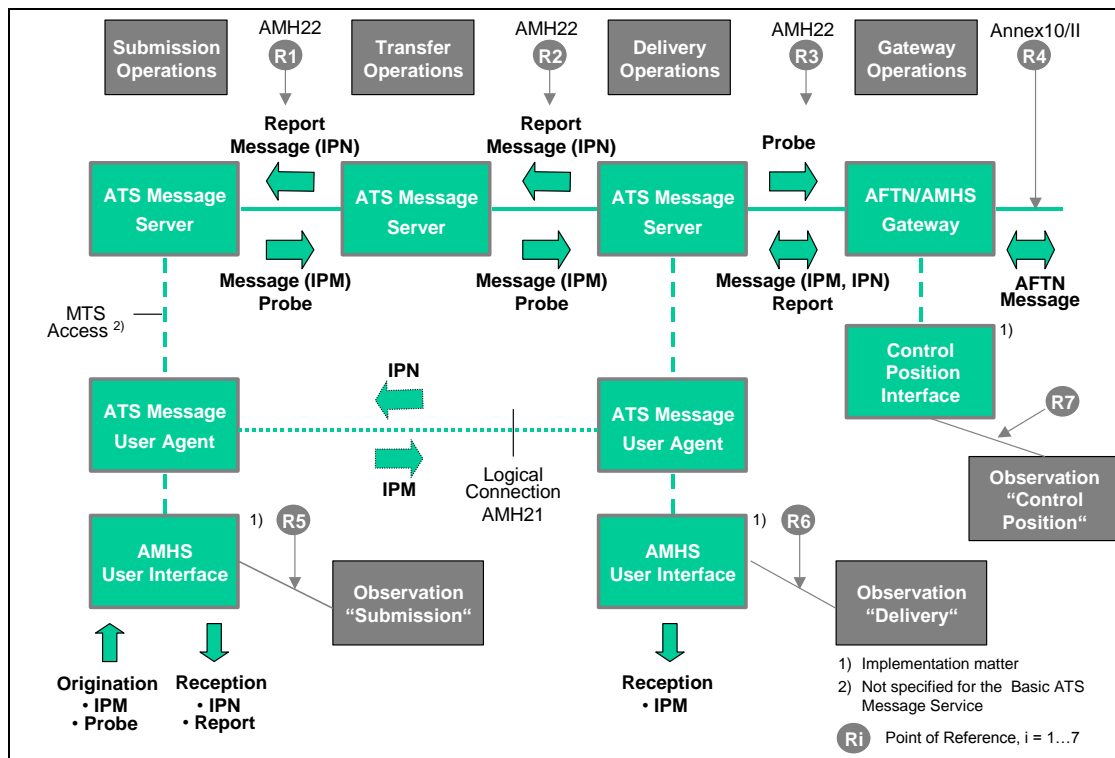 Submission
Operations
AMH22
R1
Transfer
Operations
AMH22
R2
Delivery
Operations
AMH22
R3
Gateway
Operations
Annex10/II
R4
Report
Message (IPN)
Report
Message (IPN)
Probe
ATS Message
Server
ATS Message
Server
ATS Message
Server
AFTN/AMHS
Gateway
Message (IPM)
Probe
Message (IPM)
Probe
Message (IPM, IPN)
Report
AFTN
Message
MTS
Access 2)
1)
Control
Position
Interface
IPN
ATS Message
User Agent
ATS Message
User Agent
R7
IPM
Logical
Connection
AMH21
Observation
“Control
Position“
1)
R5
1)
R6
AMHS
User Interface
AMHS
User Interface
Observation
“Submission“
Observation
“Delivery“
Origination
• IPM
• Probe
Reception
• IPN
• Report
Reception
• IPM
1) Implementation matter
2) Not specified for the Basic ATS
Message Service
Ri Point of Reference, i = 1…7